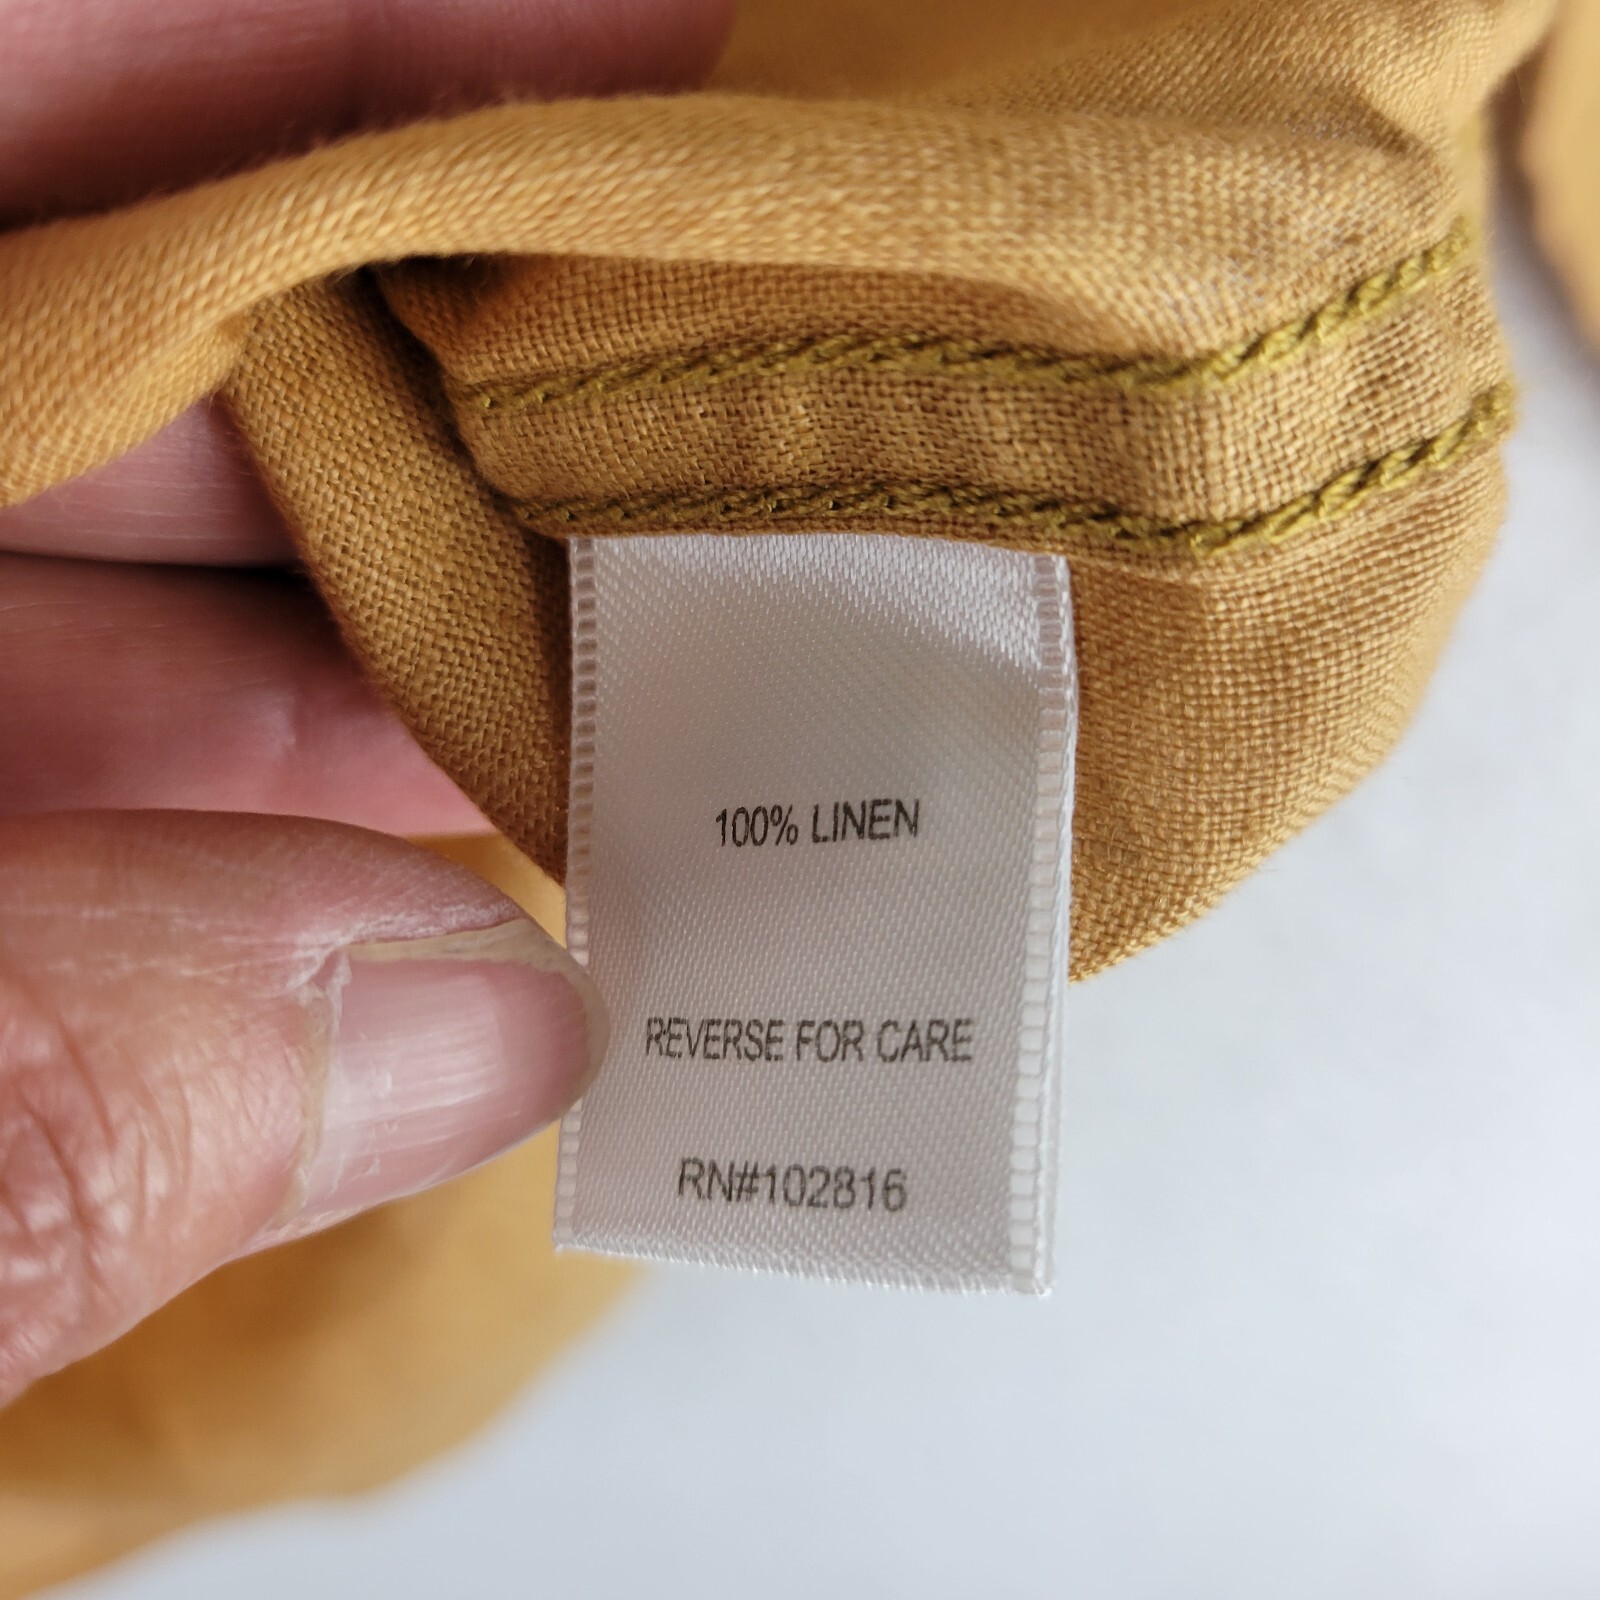 100% LINEN
REVERSE FOR CARE
RN#102816